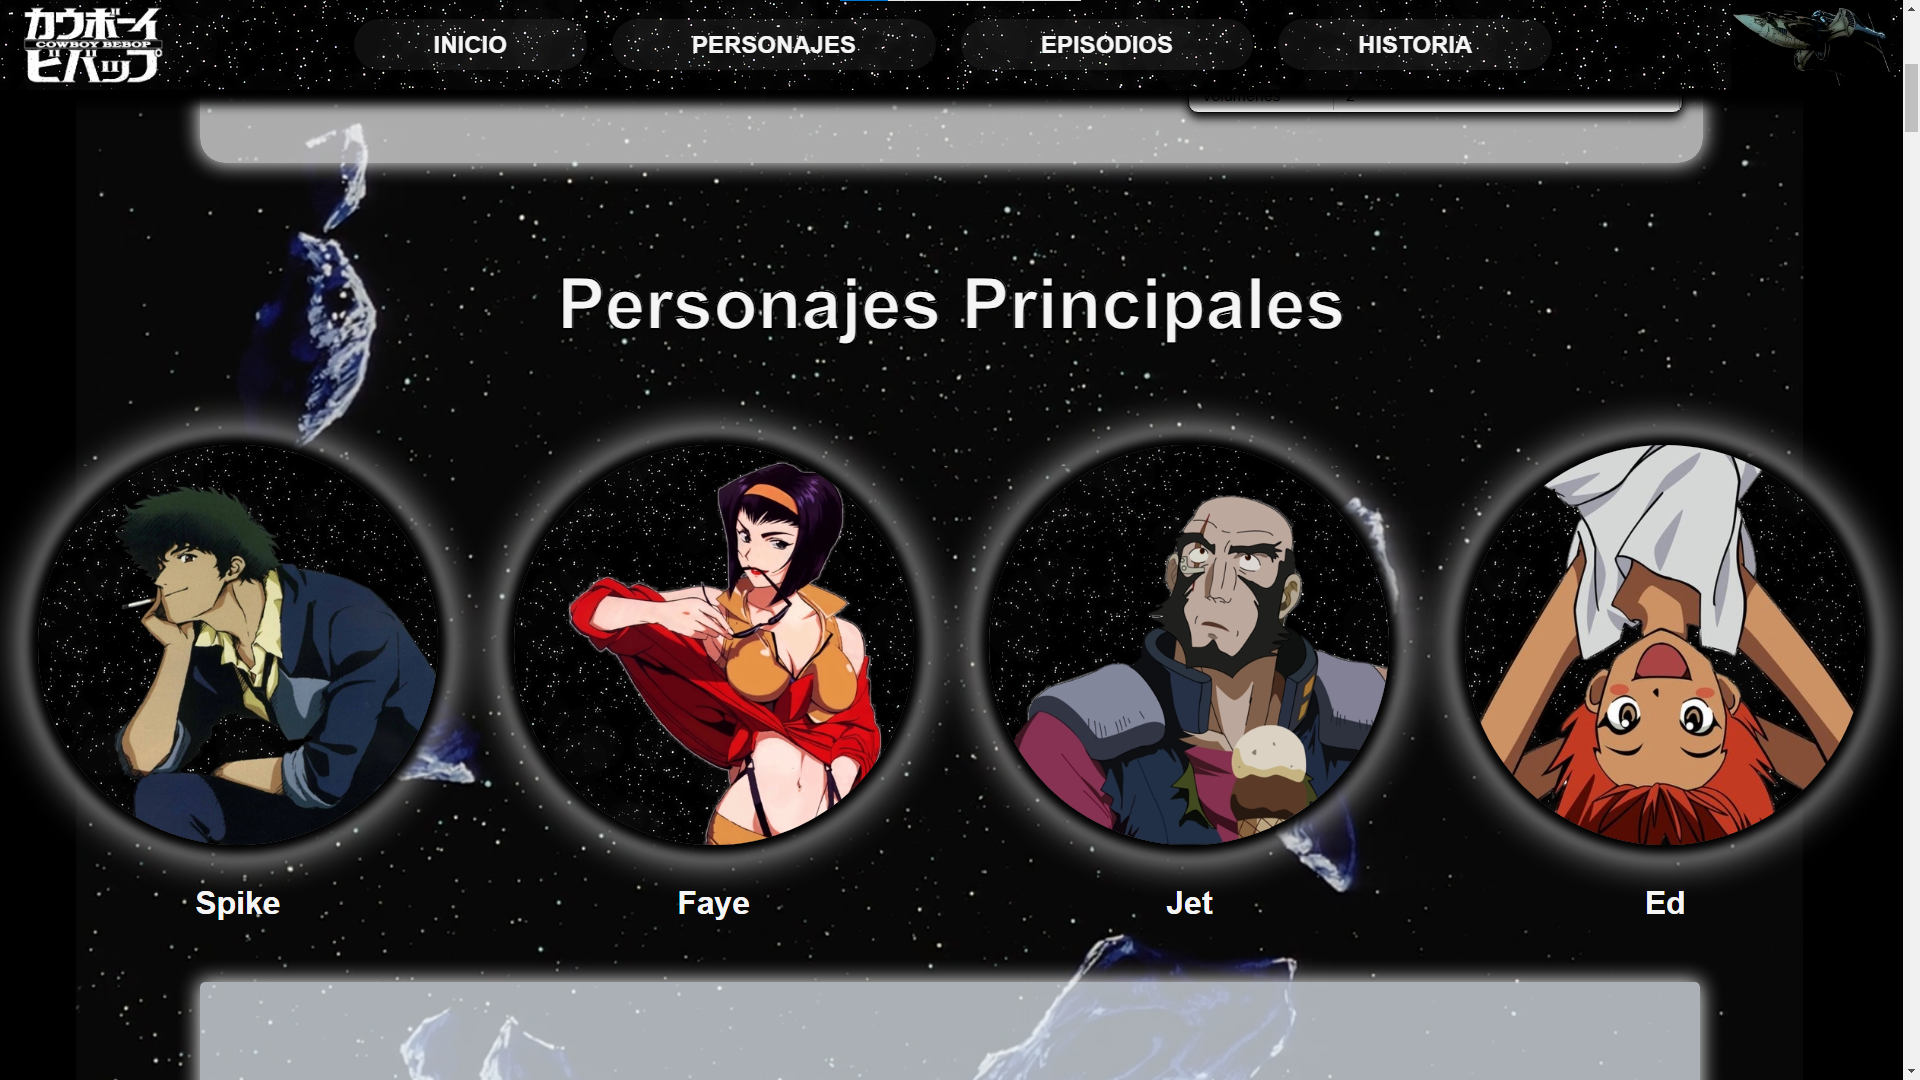 カウボーイ
COWBOY BEBOP
ビバップ
INICIO
PERSONAJES
EPISODIOS
HISTORIA
Volúmenes 2
Personajes Principales
Spike
Faye
Jet
Ed